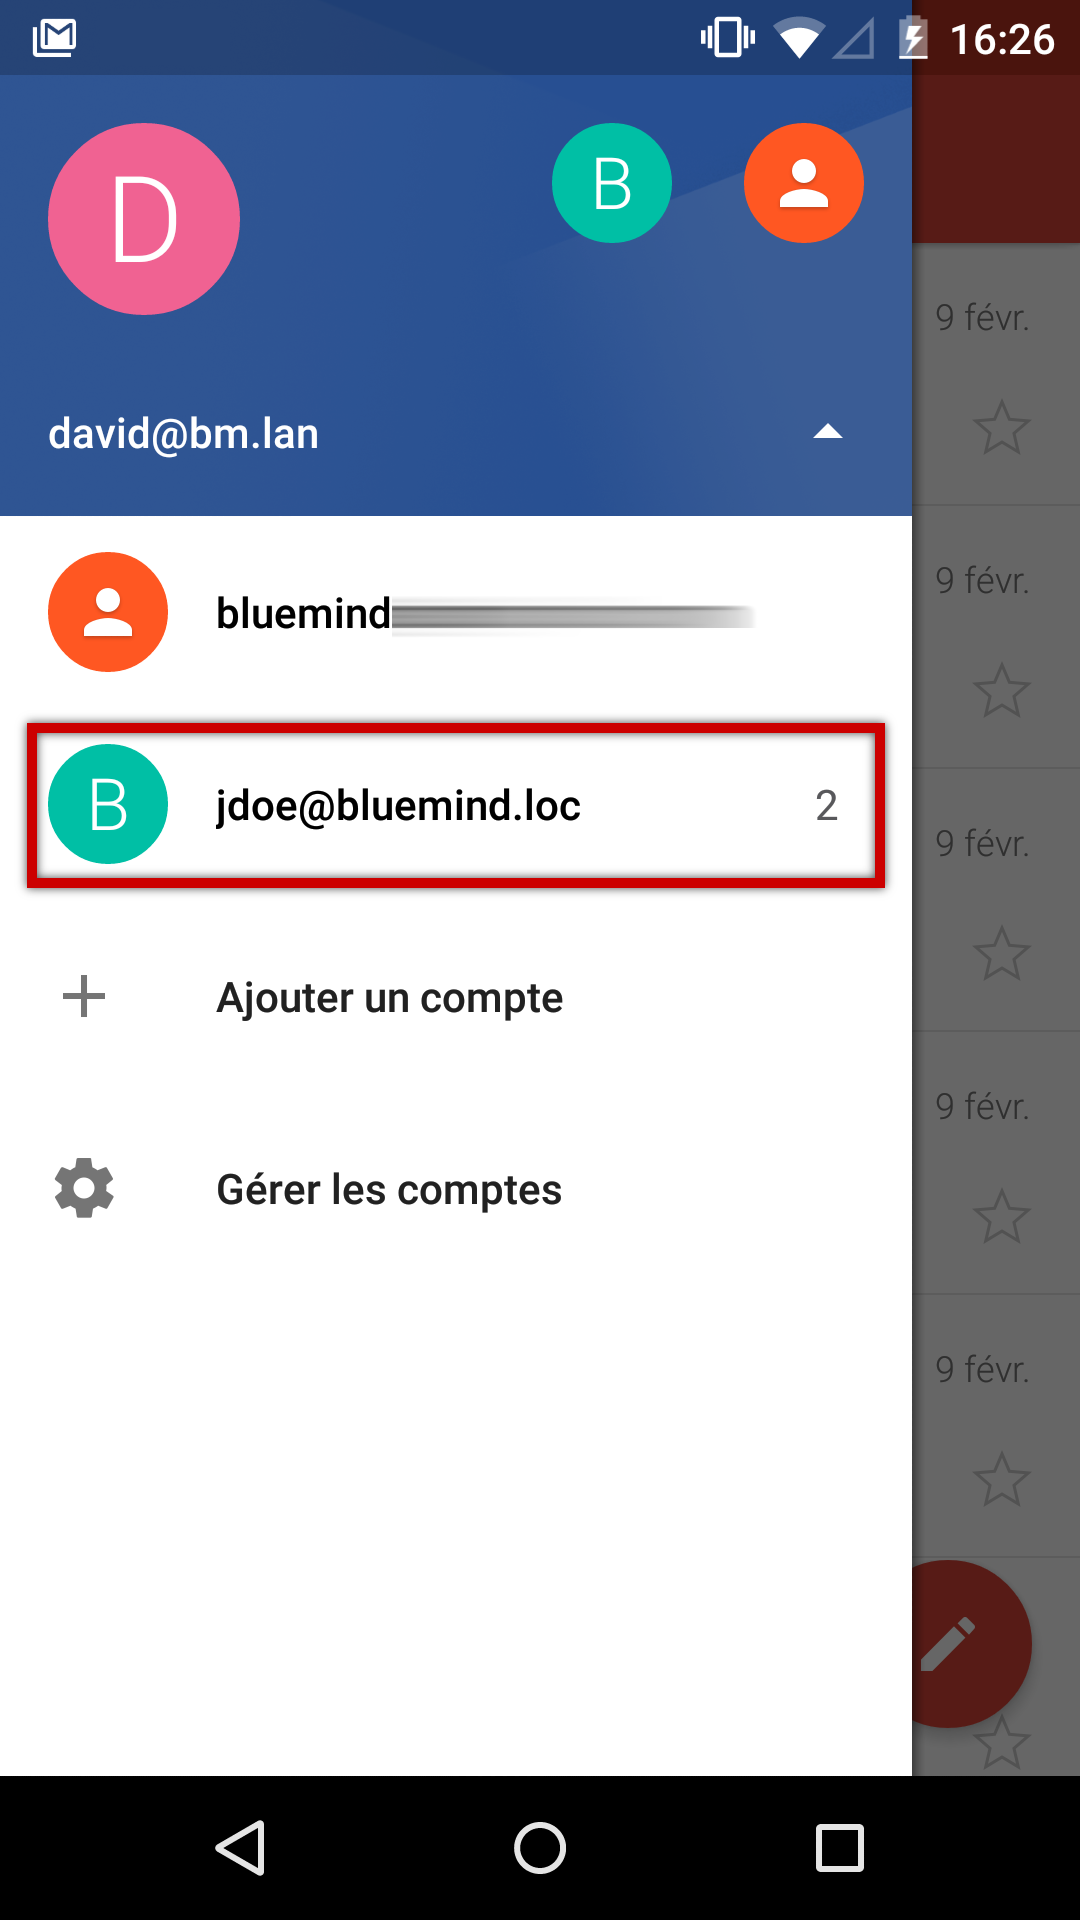 16:26
D
B
david@bm.lan
bluemind
B
jdoe@bluemind.loc
2
Ajouter un compte
Gérer les comptes
9 févr.
9 févr.
9 févr.
9 févr.
9 févr.